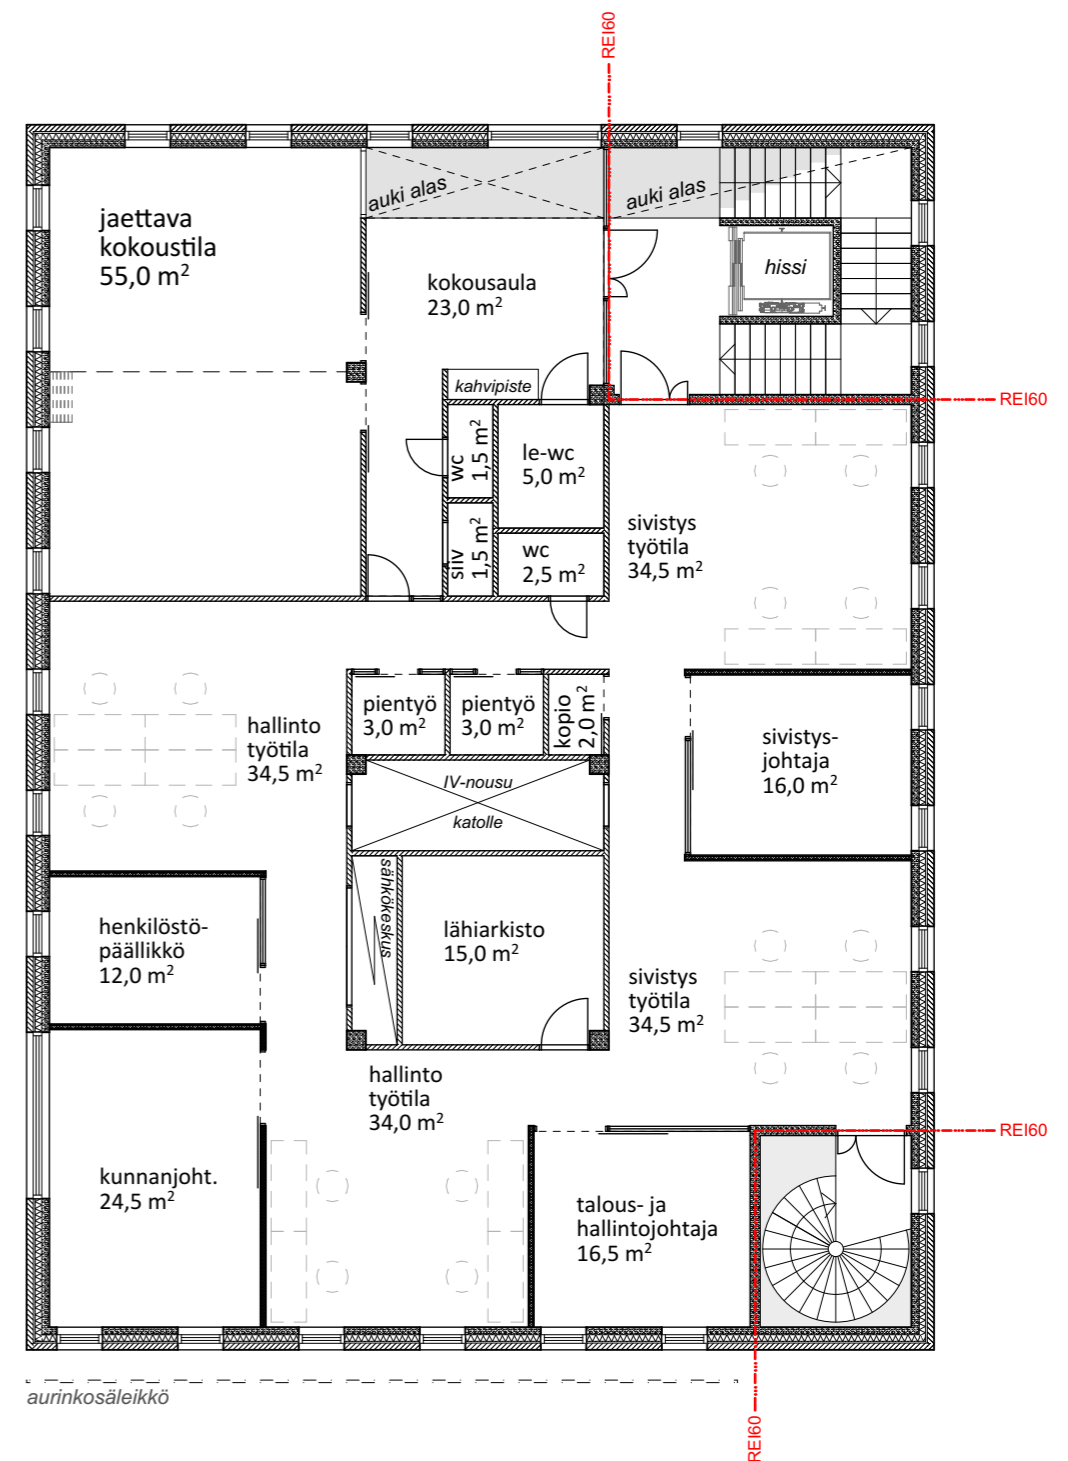 REI60
auki alas
auki alas
jaettava
kokoustila
55,0 m²
kokousaula
23,0 m²
hissi
kahvipiste
REI60
wc
1,5 m²
le-wc
5,0 m²
siiv
1,5 m²
wc
2,5 m²
sivistys
työtila
34,5 m²
pientyö
3,0 m²
pientyö
3,0 m²
kopio
2,0 m²
hallinto
työtila
34,5 m²
sivistys-
johtaja
16,0 m²
IV-nousu
katolle
sähkökeskus
henkilöstö-
päällikkö
12,0 m²
lähiarkisto
15,0 m²
sivistys
työtila
34,5 m²
hallinto
työtila
34,0 m²
REI60
kunnanjoht.
24,5 m²
talous- ja
hallintojohtaja
16,5 m²
aurinkosäleikkö
REI60